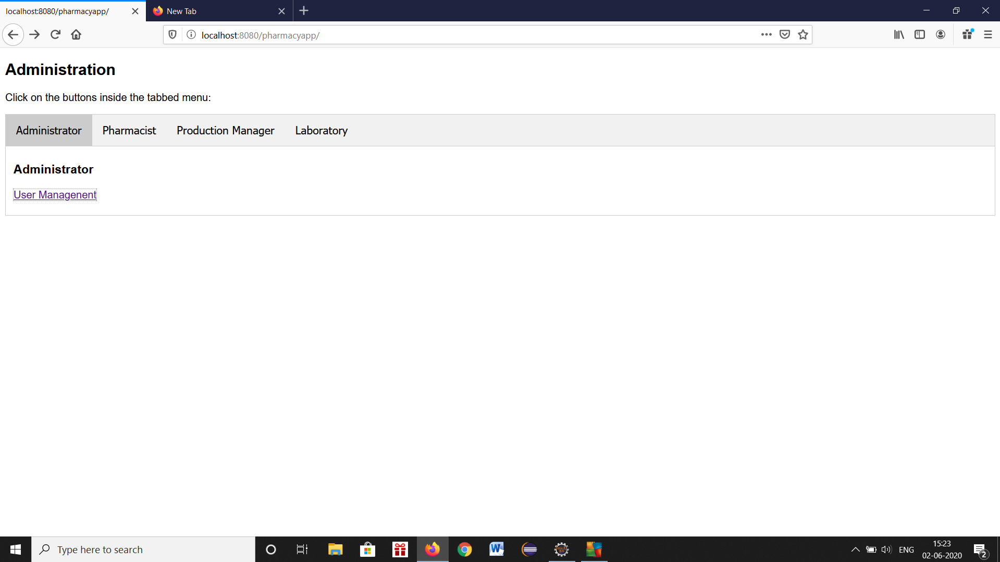 localhost:8080/pharmacyapp/
New Tab
localhost:8080/pharmacyapp/
Administration
Click on the buttons inside the tabbed menu:
Administrator Pharmacist Production Manager Laboratory
Administrator
User Managenent
Type here to search
ENG
15:23
02-06-2020
2